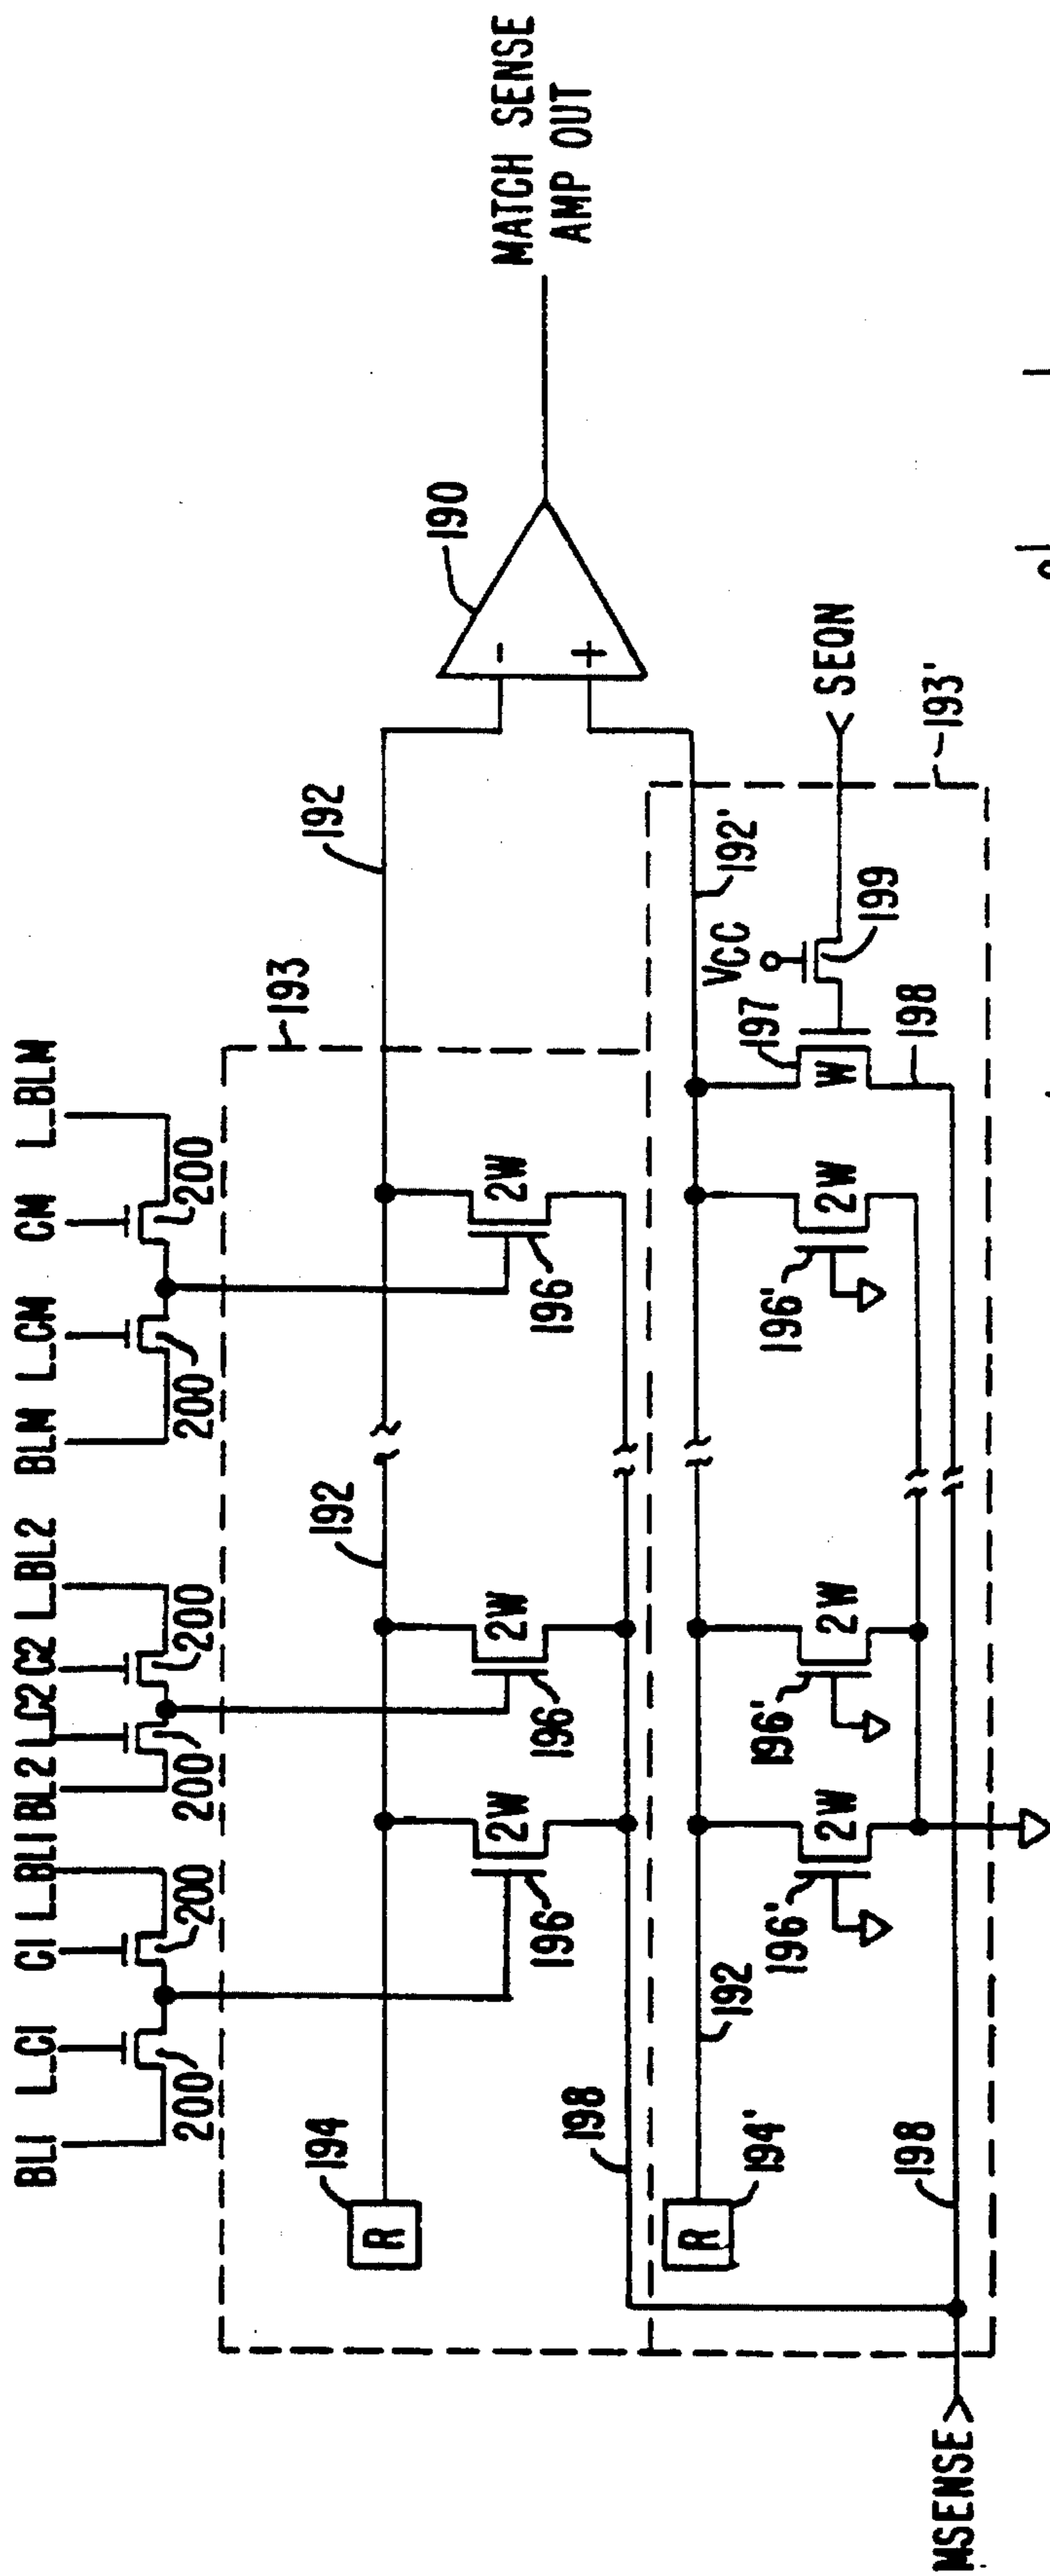 BL1 L_C1 C1 L_BL1 BL2 L_C2 C2 L_BL2 BLM L_CM CM L_BLM
200 200 200 200 200 200
193
194 192 192 190
R
2W 2W 2W
196 196 196
MATCH SENSE
AMP OUT
-
+
198
194' 192 192'
R
VCC
196' 2W 196' 2W 196' 2W 197 W 199 < SEQN
198 198 193'
MSENSE >